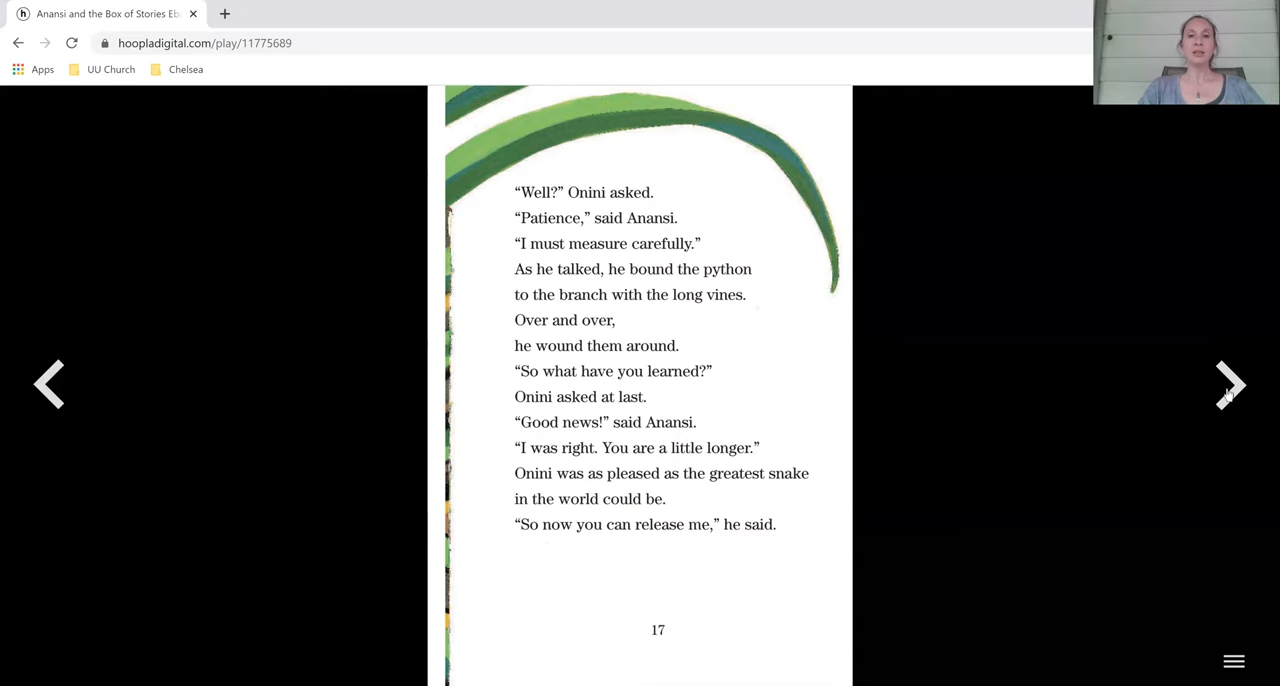 Anansi and the Box of Stories Eb
hoopladigital.com/play/11775689
Apps UU Church Chelsea
“Well?” Onini asked.
“Patience,” said Anansi.
“I must measure carefully.”
As he talked, he bound the python
to the branch with the long vines.
Over and over,
he wound them around.
“So what have you learned?”
Onini asked at last.
“Good news!” said Anansi.
“I was right. You are a little longer.”
Onini was as pleased as the greatest snake
in the world could be.
“So now you can release me,” he said.
17